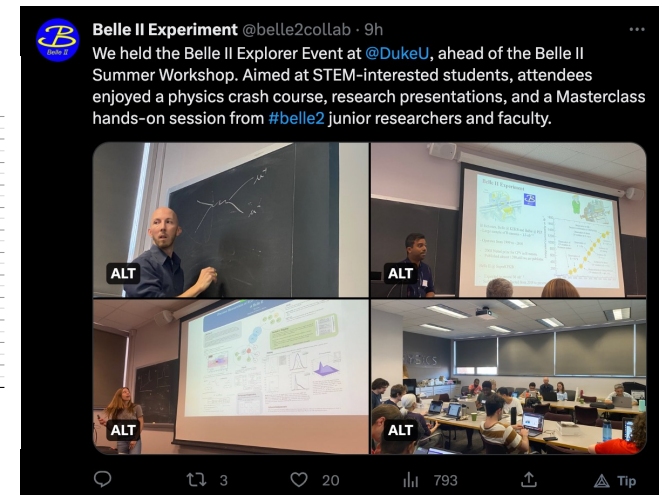 Belle II Experiment @belle2collab · 9h
Belle II
We held the Belle II Explorer Event at @DukeU, ahead of the Belle II
Summer Workshop. Aimed at STEM-interested students, attendees
enjoyed a physics crash course, research presentations, and a Masterclass
hands-on session from #belle2 junior researchers and faculty.
Belle II Experiment
ALT
ALT
ALT
ALT
3
20
793
Tip